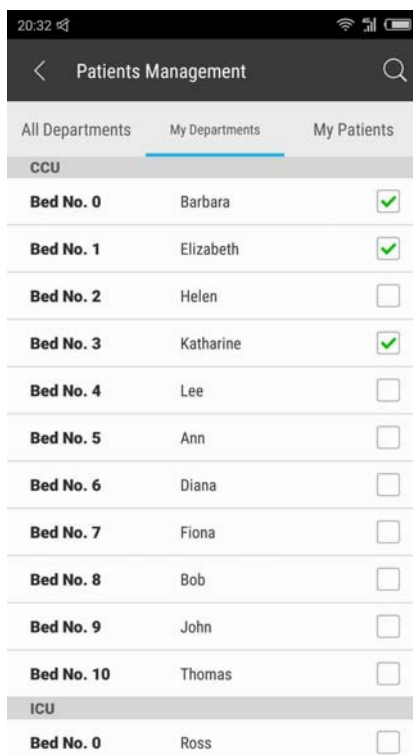 20:32
Patients Management
All Departments My Departments My Patients
CCU
Bed No. 0 Barbara
Bed No. 1 Elizabeth
Bed No. 2 Helen
Bed No. 3 Katharine
Bed No. 4 Lee
Bed No. 5 Ann
Bed No. 6 Diana
Bed No. 7 Fiona
Bed No. 8 Bob
Bed No. 9 John
Bed No. 10 Thomas
ICU
Bed No. 0 Ross